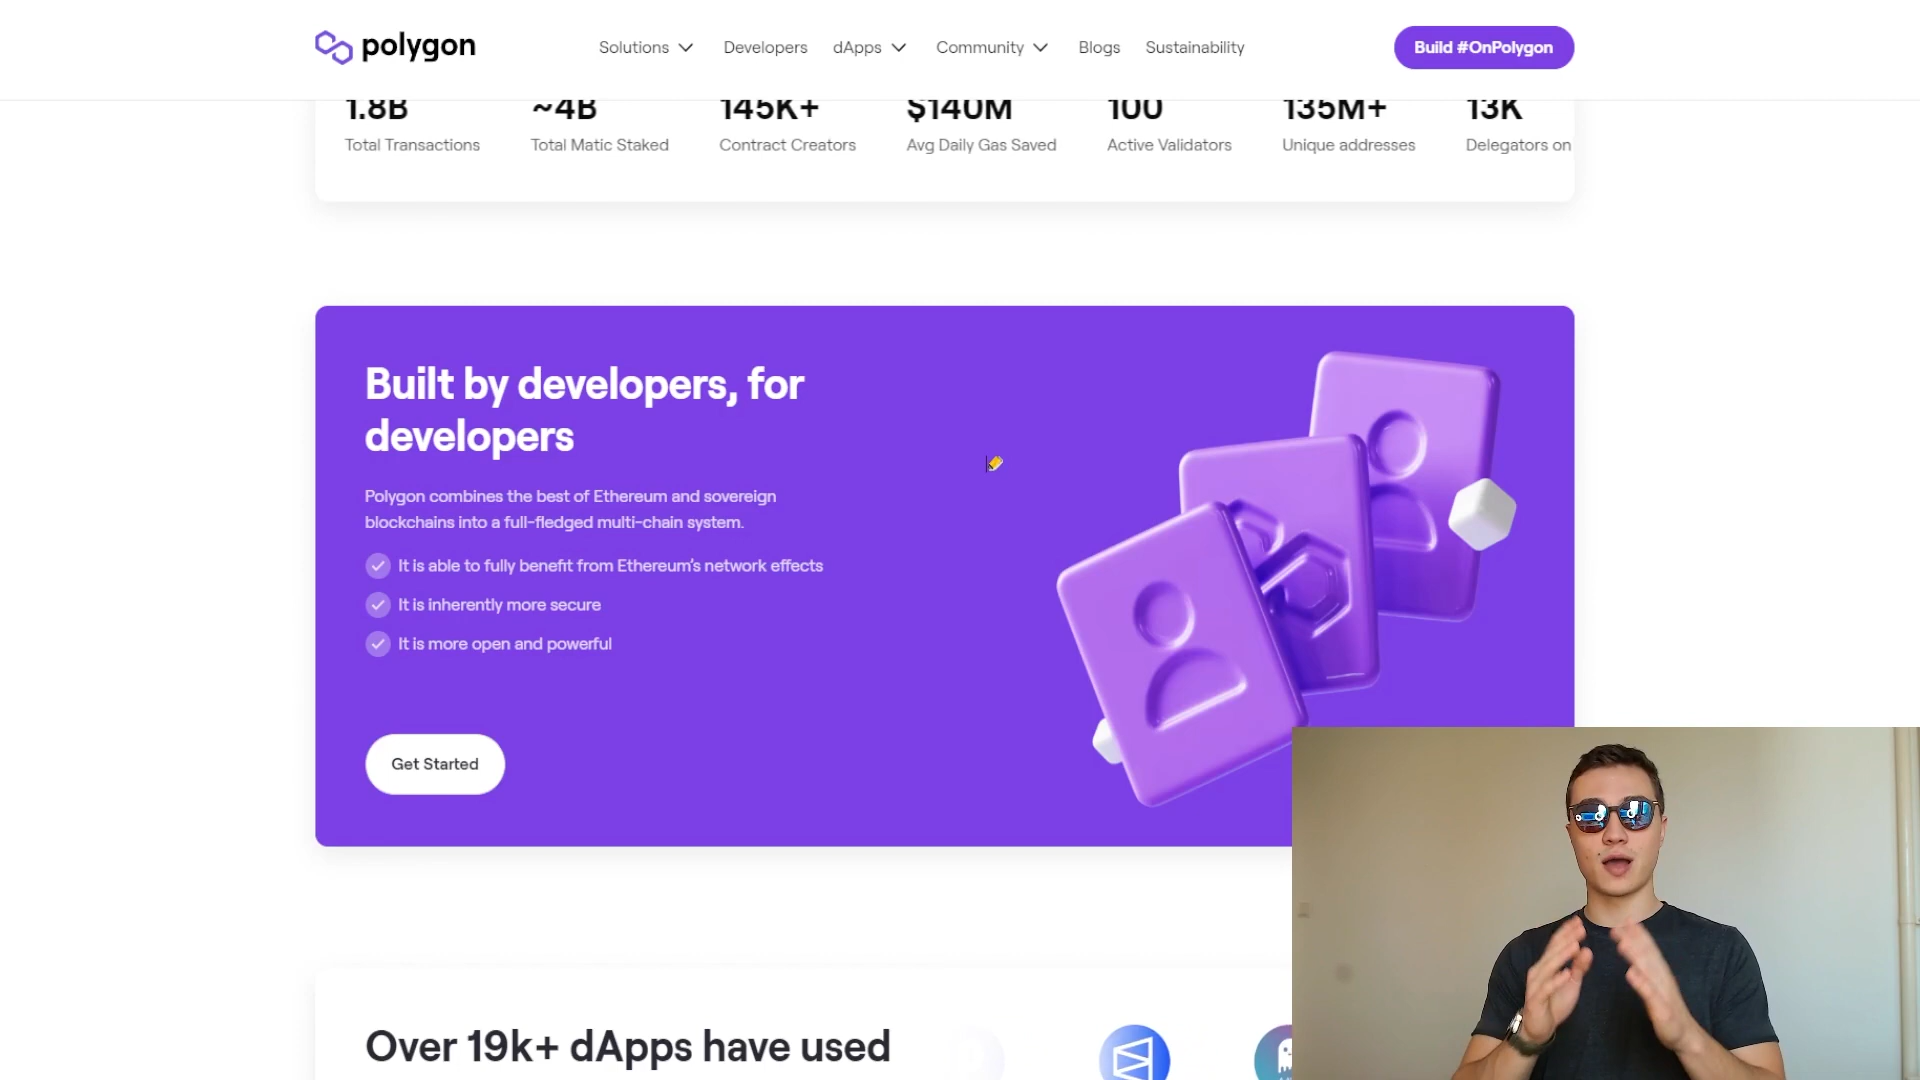 polygon
Solutions
Developers
dApps
Community
Blogs
Sustainability
Build #OnPolygon
1.8B
~4B
145K+
$140M
100
135M+
13K
Total Transactions
Total Matic Staked
Contract Creators
Avg Daily Gas Saved
Active Validators
Unique addresses
Delegators on
Built by developers, for
developers
Polygon combines the best of Ethereum and sovereign
blockchains into a full-fledged multi-chain system.
It is able to fully benefit from Ethereum's network effects
It is inherently more secure
It is more open and powerful
Get Started
Over 19k+ dApps have used